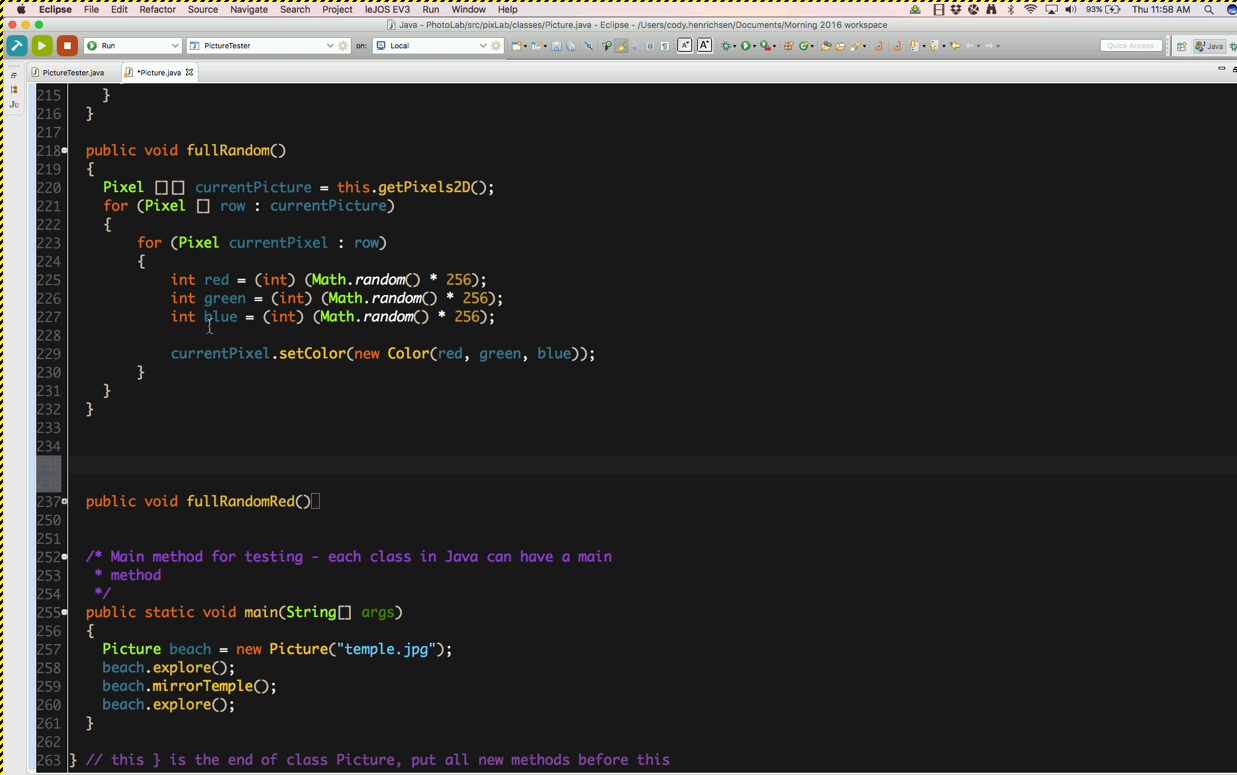 Eclipse File Edit Refactor Source Navigate Search Project leJOS EV3 Run Window Help 93% Thu 11:58 AM
Java - PhotoLab/src/pixLab/classes/Picture.java - Eclipse - /Users/cody.henrichsen/Documents/Morning 2016 workspace
Run PictureTester on: Local Quick Access Java
PictureTester.java *Picture.java
215 }
216 }
217
218 public void fullRandom()
219 {
220 Pixel [][] currentPicture = this.getPixels2D();
221 for (Pixel [] row : currentPicture)
222 {
223 for (Pixel currentPixel : row)
224 {
225 int red = (int) (Math.random() * 256);
226 int green = (int) (Math.random() * 256);
227 int blue = (int) (Math.random() * 256);
228
229 currentPixel.setColor(new Color(red, green, blue));
230 }
231 }
232 }
233
234
235
236
237 public void fullRandomRed()
250
251
252 /* Main method for testing - each class in Java can have a main
253 * method
254 */
255 public static void main(String[] args)
256 {
257 Picture beach = new Picture("temple.jpg");
258 beach.explore();
259 beach.mirrorTemple();
260 beach.explore();
261 }
262
263 } // this } is the end of class Picture, put all new methods before this